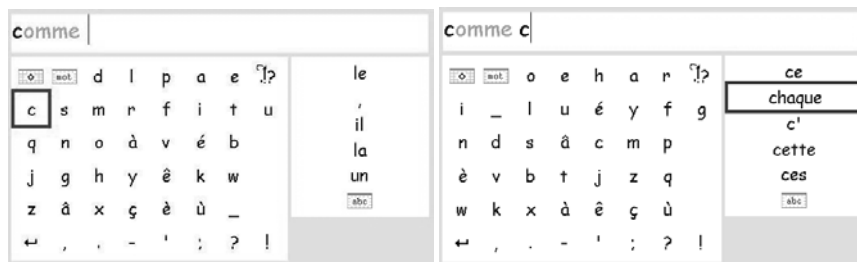 comme
mot d l p a e !?
c s m r f i t u
q n o à v é b
j g h y ê k w
z â x ç è ù _
↵ , . - ' ; ? !
le
,
il
la
un
abc
comme c
mot o e h a r !?
i _ l u é y f g
n d s â c m p
è v b t j z q
w k x à ê ç ù
↵ , . - ' ; ? !
ce
chaque
c'
cette
ces
abc